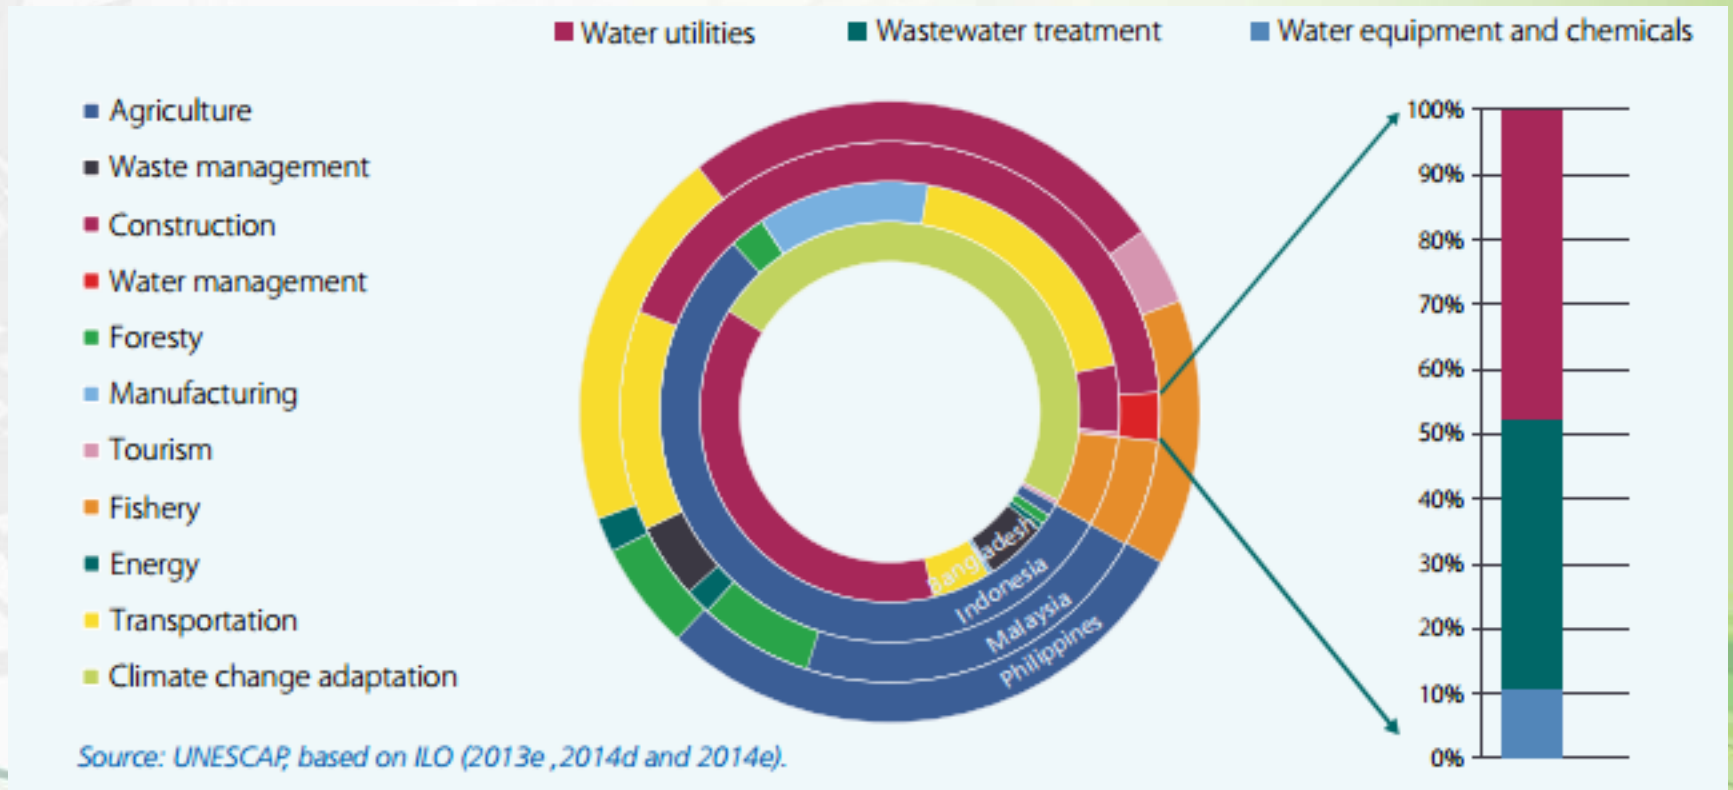 Water utilities
Wastewater treatment
Water equipment and chemicals
Agriculture
Waste management
Construction
Water management
Foresty
Manufacturing
Tourism
Fishery
Energy
Transportation
Climate change adaptation
Bangladesh
Indonesia
Malaysia
Philippines
100%
90%
80%
70%
60%
50%
40%
30%
20%
10%
0%
Source: UNESCAP, based on ILO (2013e ,2014d and 2014e).